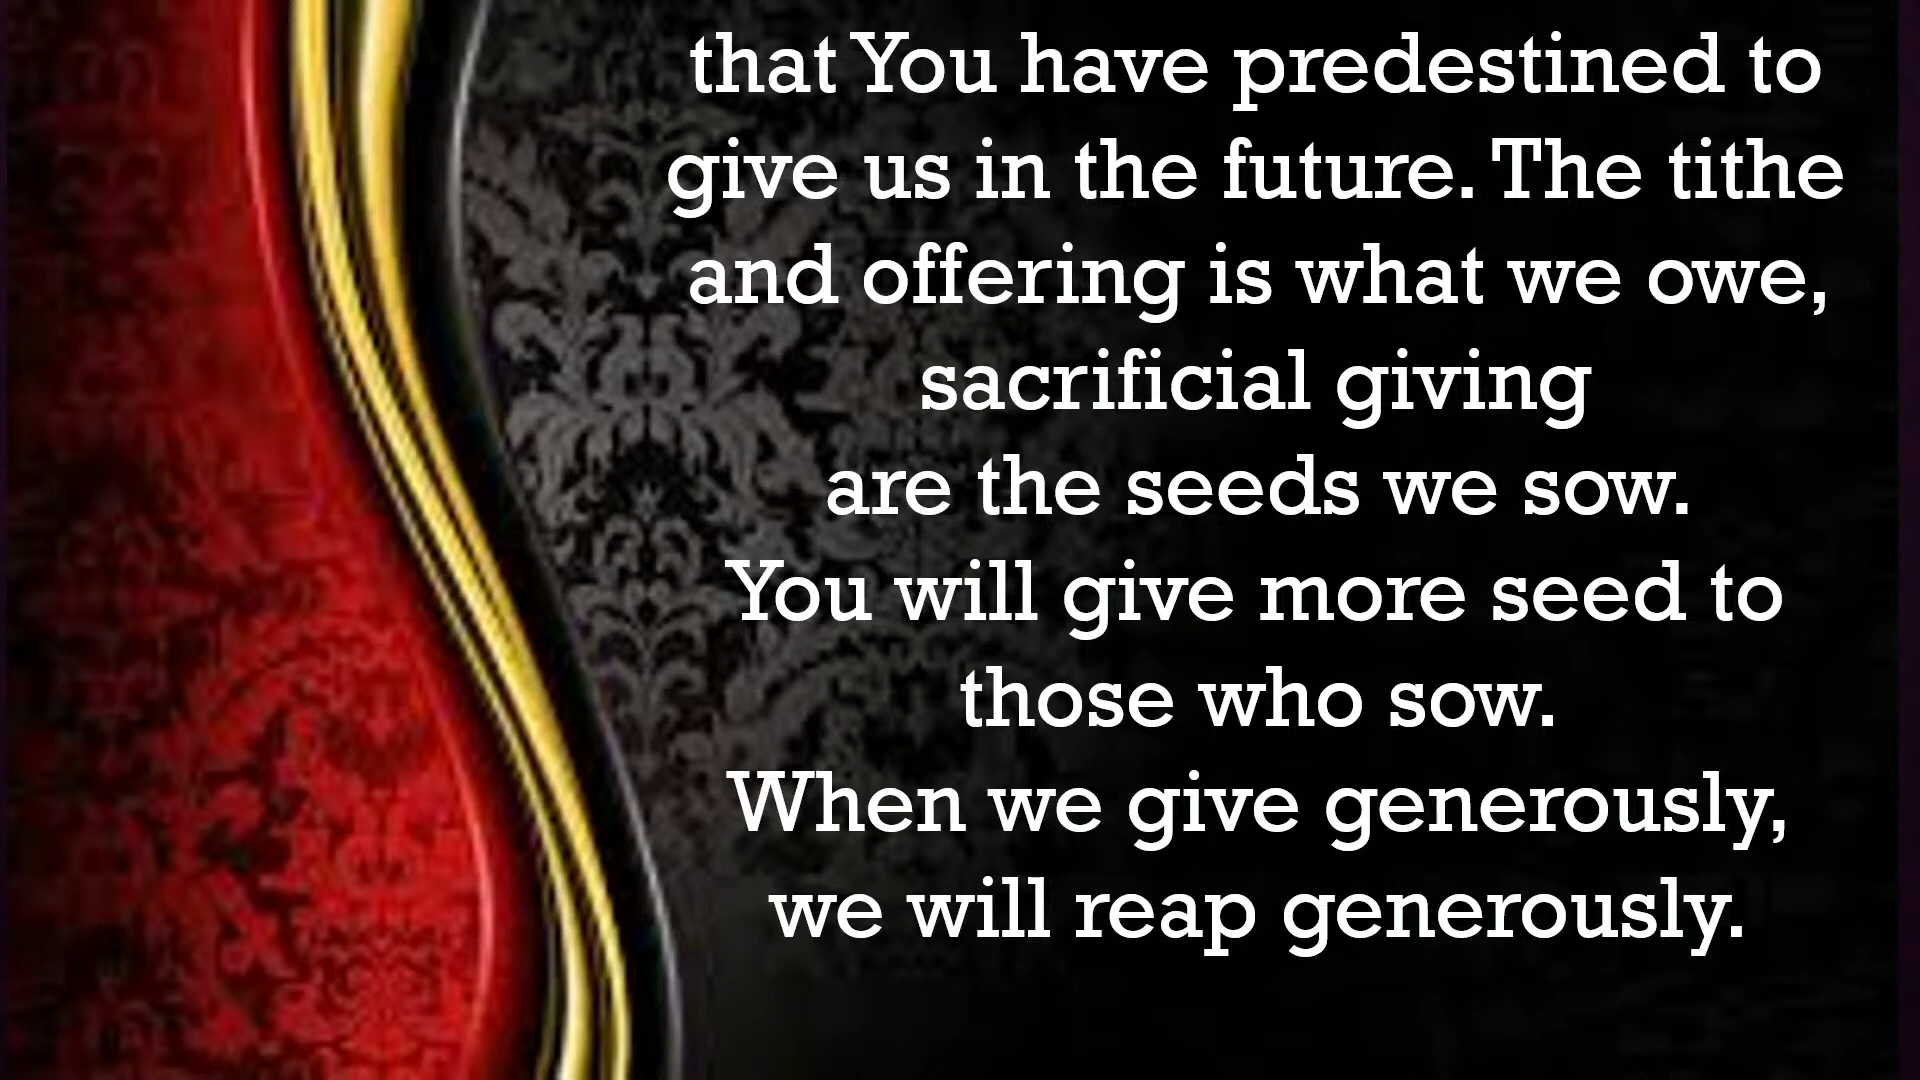 that You have predestined to
give us in the future. The tithe
and offering is what we owe,
sacrificial giving
are the seeds we sow.
You will give more seed to
those who sow.
When we give generously,
we will reap generously.